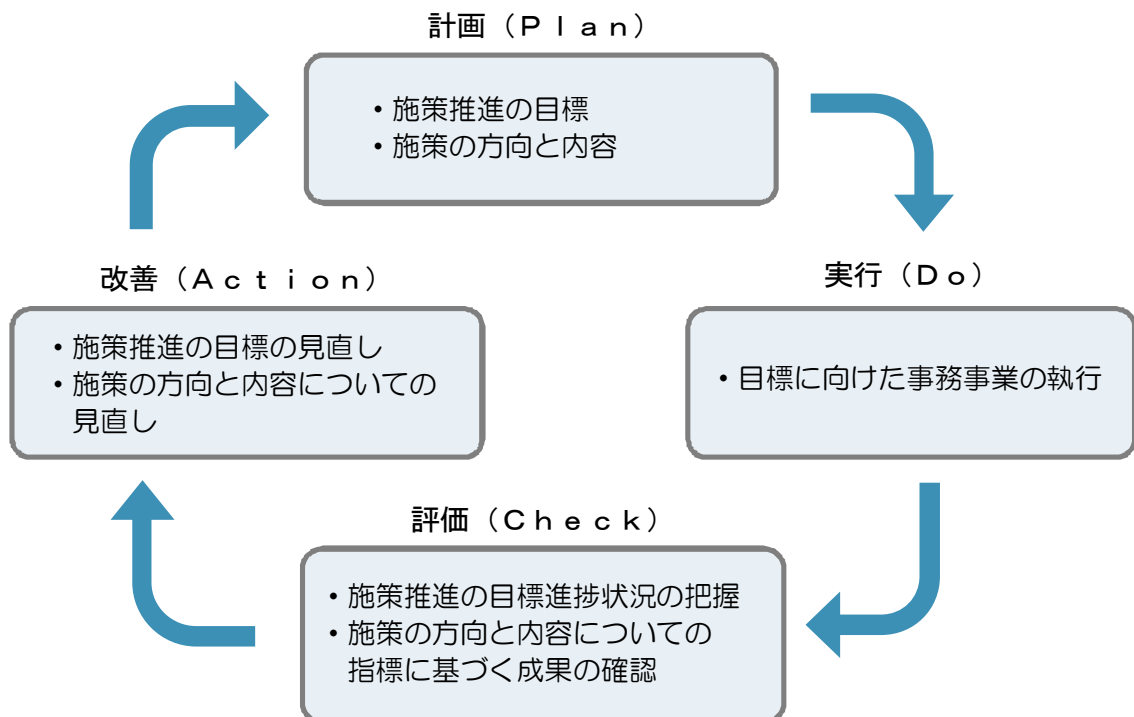 計画（Ｐｌａｎ）
・施策推進の目標
・施策の方向と内容
実行（Ｄｏ）
・目標に向けた事務事業の執行
評価（Ｃｈｅｃｋ）
・施策推進の目標進捗状況の把握
・施策の方向と内容についての
指標に基づく成果の確認
改善（Ａｃｔｉｏｎ）
・施策推進の目標の見直し
・施策の方向と内容についての
見直し